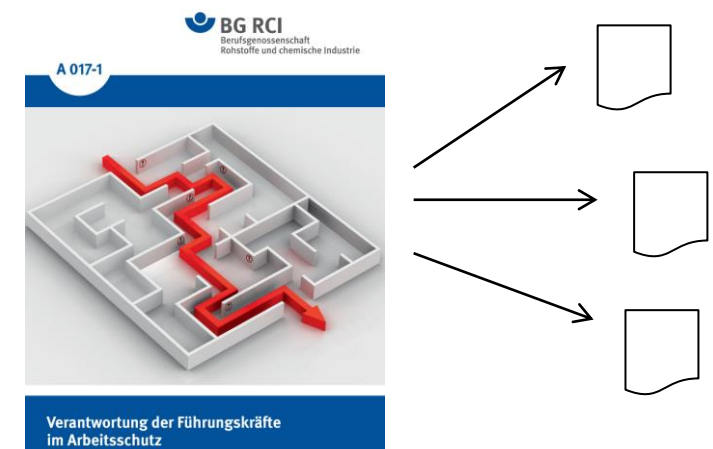 BG RCI
Berufsgenossenschaft
Rohstoffe und chemische Industrie
A 017-1
Verantwortung der Führungskräfte
im Arbeitsschutz